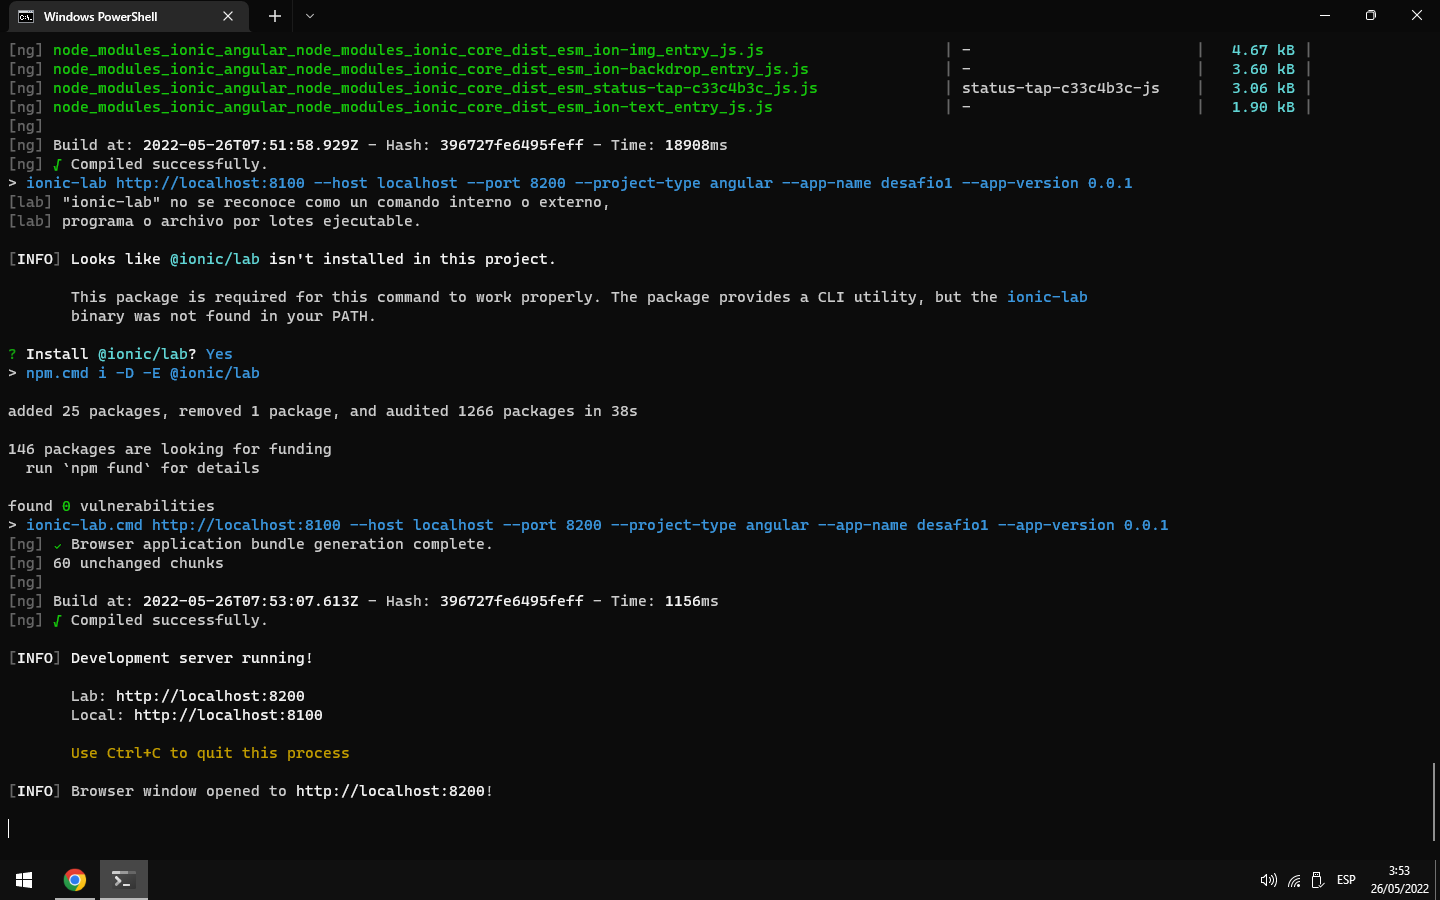 Windows PowerShell
[ng] node_modules_ionic_angular_node_modules_ionic_core_dist_esm_ion-img_entry_js.js | - | 4.67 kB |
[ng] node_modules_ionic_angular_node_modules_ionic_core_dist_esm_ion-backdrop_entry_js.js | - | 3.60 kB |
[ng] node_modules_ionic_angular_node_modules_ionic_core_dist_esm_status-tap-c33c4b3c_js.js | status-tap-c33c4b3c-js | 3.06 kB |
[ng] node_modules_ionic_angular_node_modules_ionic_core_dist_esm_ion-text_entry_js.js | - | 1.90 kB |
[ng]
[ng] Build at: 2022-05-26T07:51:58.929Z - Hash: 396727fe6495feff - Time: 18908ms
[ng] √ Compiled successfully.
> ionic-lab http://localhost:8100 --host localhost --port 8200 --project-type angular --app-name desafio1 --app-version 0.0.1
[lab] "ionic-lab" no se reconoce como un comando interno o externo,
[lab] programa o archivo por lotes ejecutable.
[INFO] Looks like @ionic/lab isn't installed in this project.
This package is required for this command to work properly. The package provides a CLI utility, but the ionic-lab
binary was not found in your PATH.
? Install @ionic/lab? Yes
> npm.cmd i -D -E @ionic/lab
added 25 packages, removed 1 package, and audited 1266 packages in 38s
146 packages are looking for funding
run `npm fund` for details
found 0 vulnerabilities
> ionic-lab.cmd http://localhost:8100 --host localhost --port 8200 --project-type angular --app-name desafio1 --app-version 0.0.1
[ng] ✓ Browser application bundle generation complete.
[ng] 60 unchanged chunks
[ng]
[ng] Build at: 2022-05-26T07:53:07.613Z - Hash: 396727fe6495feff - Time: 1156ms
[ng] √ Compiled successfully.
[INFO] Development server running!
Lab: http://localhost:8200
Local: http://localhost:8100
Use Ctrl+C to quit this process
[INFO] Browser window opened to http://localhost:8200!
ESP
3:53
26/05/2022